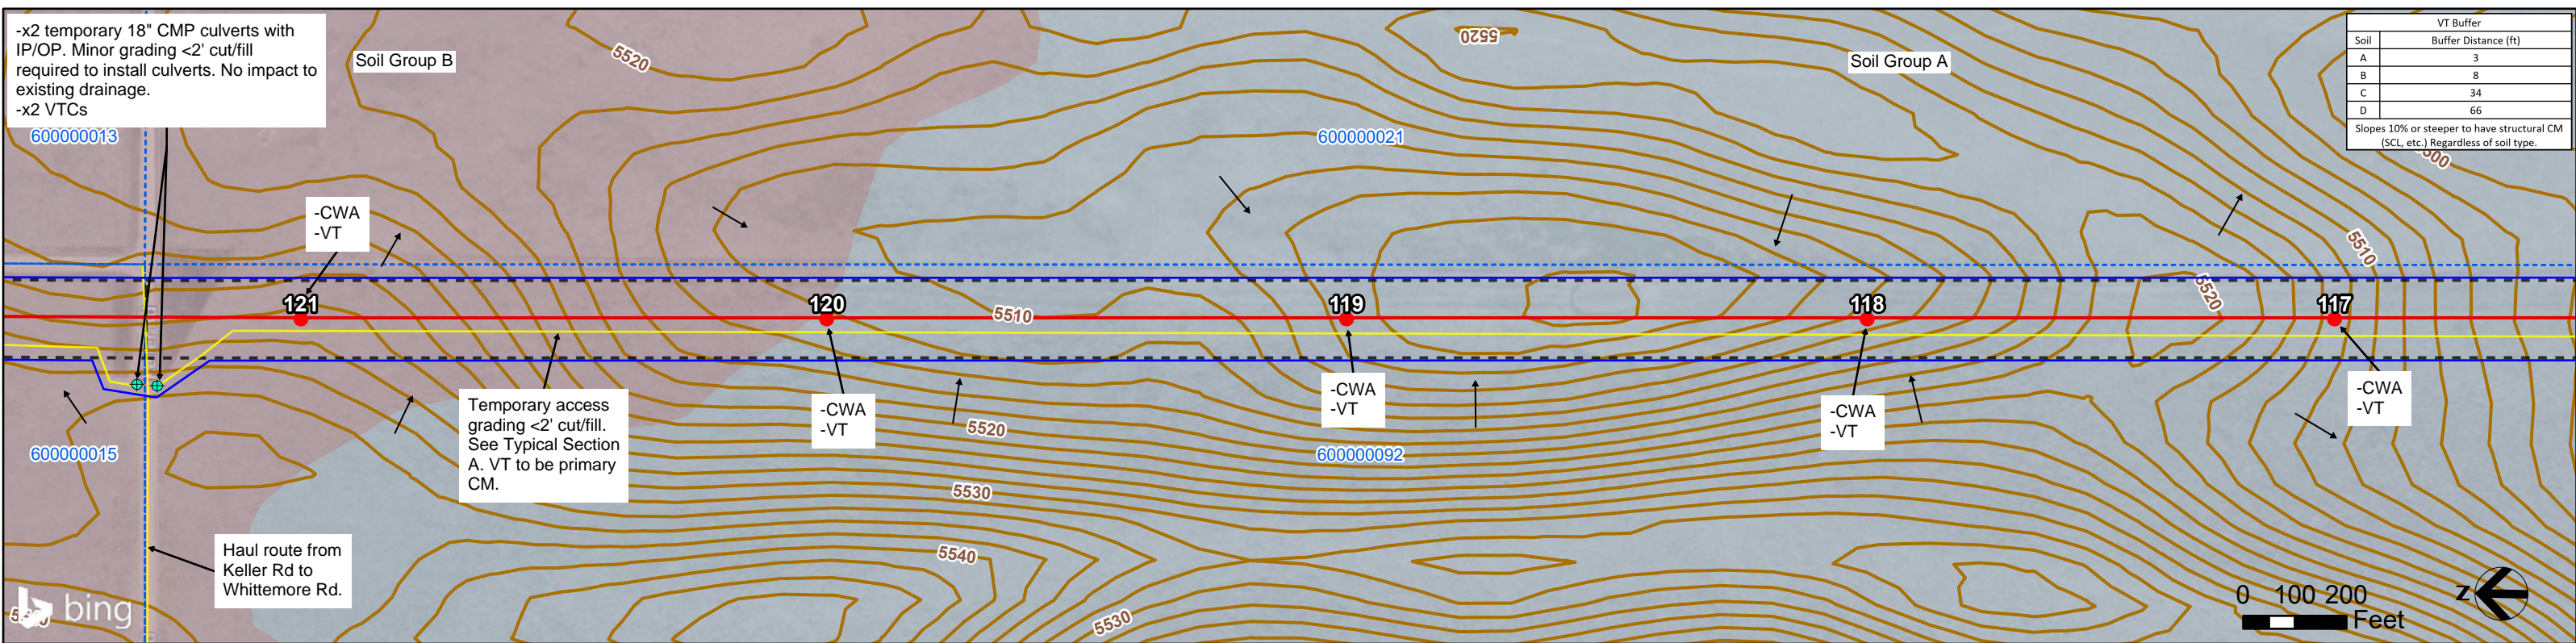 -x2 temporary 18" CMP culverts with
IP/OP. Minor grading <2' cut/fill
required to install culverts. No impact to
existing drainage.
-x2 VTCs
Soil Group B
5520
5520
Soil Group A
VT Buffer
Soil Buffer Distance (ft)
A 3
B 8
C 34
D 66
Slopes 10% or steeper to have structural CM
(SCL, etc.) Regardless of soil type.
600000013
600000021
-CWA
-VT
5510
5520
121
120
119
118
117
5510
Temporary access
grading <2' cut/fill.
See Typical Section
A. VT to be primary
CM.
-CWA
-VT
-CWA
-VT
-CWA
-VT
-CWA
-VT
5520
600000015
600000092
5530
5540
5530
Haul route from
Keller Rd to
Whittemore Rd.
bing
0 100 200
Feet
Z